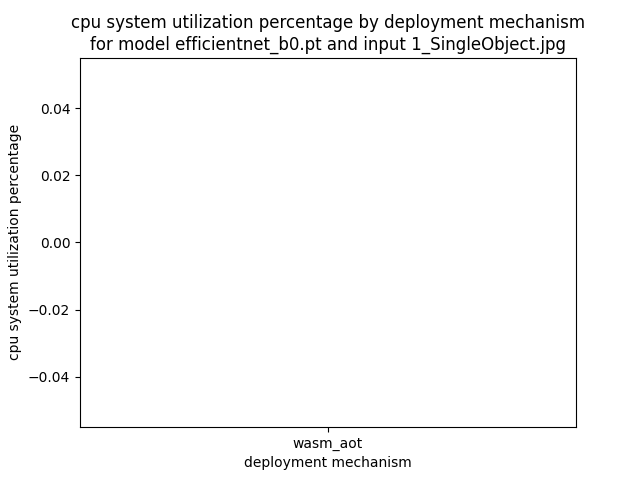 cpu system utilization percentage by deployment mechanism
for model efficientnet_b0.pt and input 1_SingleObject.jpg
cpu system utilization percentage
0.04
0.02
0.00
−0.02
−0.04
wasm_aot
deployment mechanism